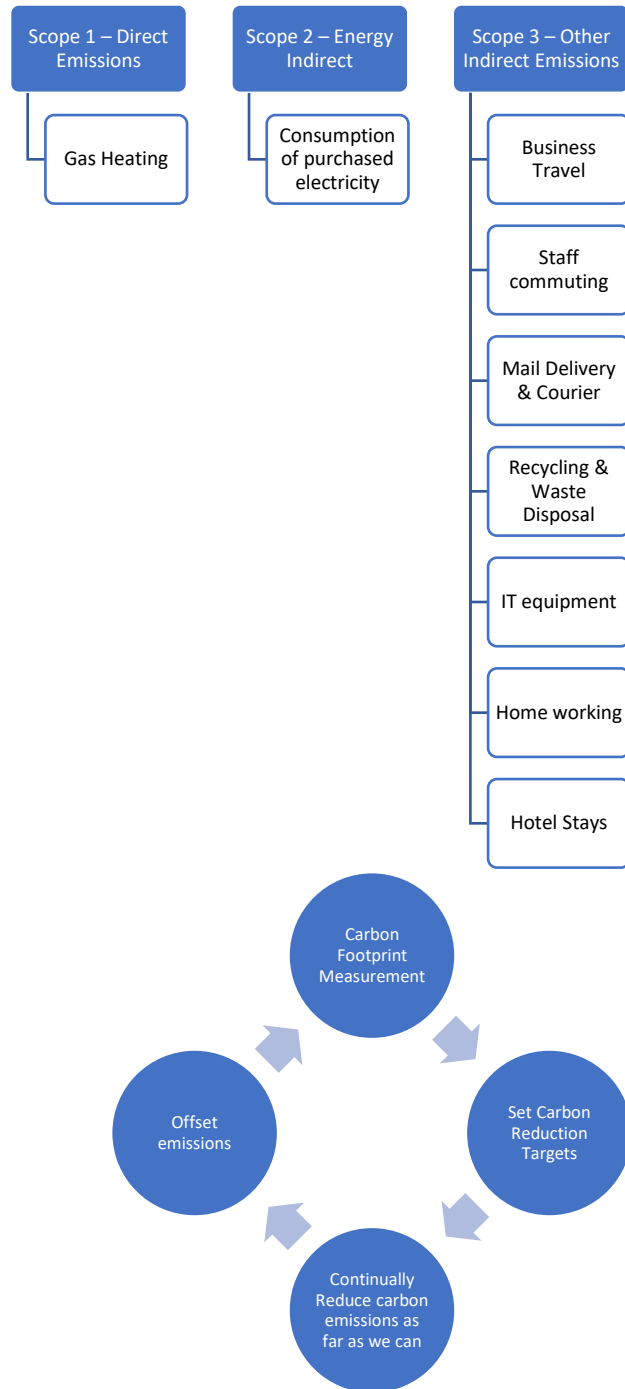 Scope 1 – Direct
Emissions
Gas Heating
Scope 2 – Energy
Indirect
Consumption
of purchased
electricity
Scope 3 – Other
Indirect Emissions
Business
Travel
Staff
commuting
Mail Delivery
& Courier
Recycling &
Waste
Disposal
IT equipment
Home working
Hotel Stays
Carbon
Footprint
Measurement
Set Carbon
Reduction
Targets
Continually
Reduce carbon
emissions as
far as we can
Offset
emissions